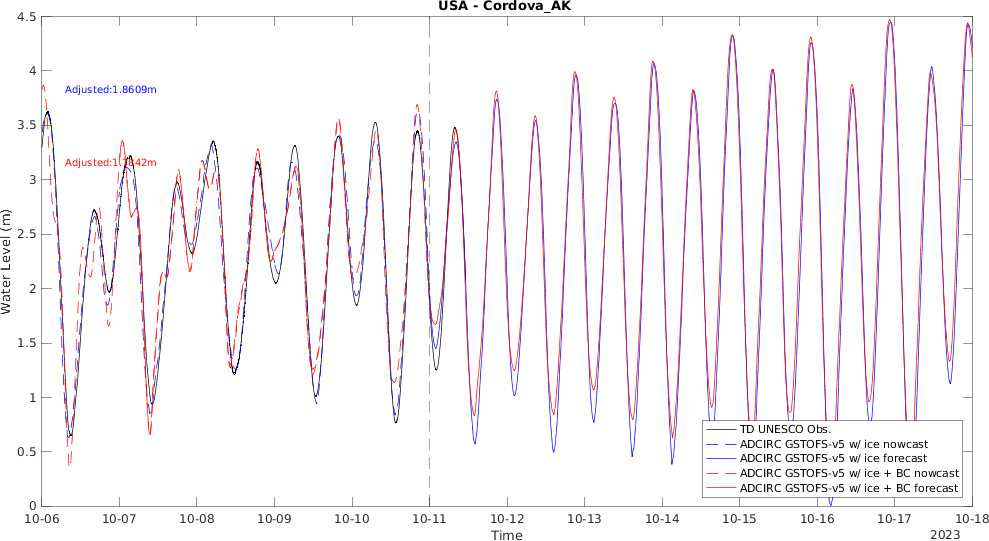 USA - Cordova_AK
4.5
4
3.5
3
2.5
2
1.5
1
0.5
0
Water Level (m)
Adjusted:1.8609m
10-06
10-07
10-08
10-09
10-10
10-11
10-12
10-13
10-14
10-15
10-16
10-17
10-18
Time
2023
TD UNESCO Obs.
ADCIRC GSTOFS-v5 w/ ice nowcast
ADCIRC GSTOFS-v5 w/ ice forecast
ADCIRC GSTOFS-v5 w/ ice + BC nowcast
ADCIRC GSTOFS-v5 w/ ice + BC forecast